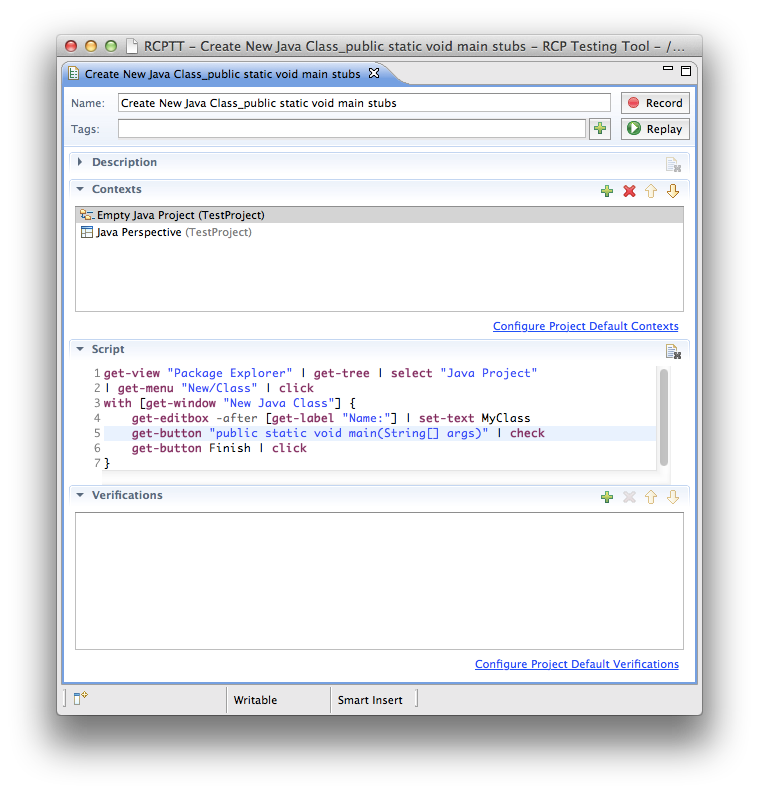 RCPTT – Create New Java Class_public static void main stubs – RCP Testing Tool – /...
Create New Java Class_public static void main stubs
Name: Create New Java Class_public static void main stubs Record
Tags: Replay
Description
Contexts
Empty Java Project (TestProject)
Java Perspective (TestProject)
Configure Project Default Contexts
Script
1 get-view "Package Explorer" | get-tree | select "Java Project"
2 | get-menu "New/Class" | click
3 with [get-window "New Java Class"] {
4     get-editbox -after [get-label "Name:"] | set-text MyClass
5     get-button "public static void main(String[] args)" | check
6     get-button Finish | click
7 }
Verifications
Configure Project Default Verifications
Writable Smart Insert